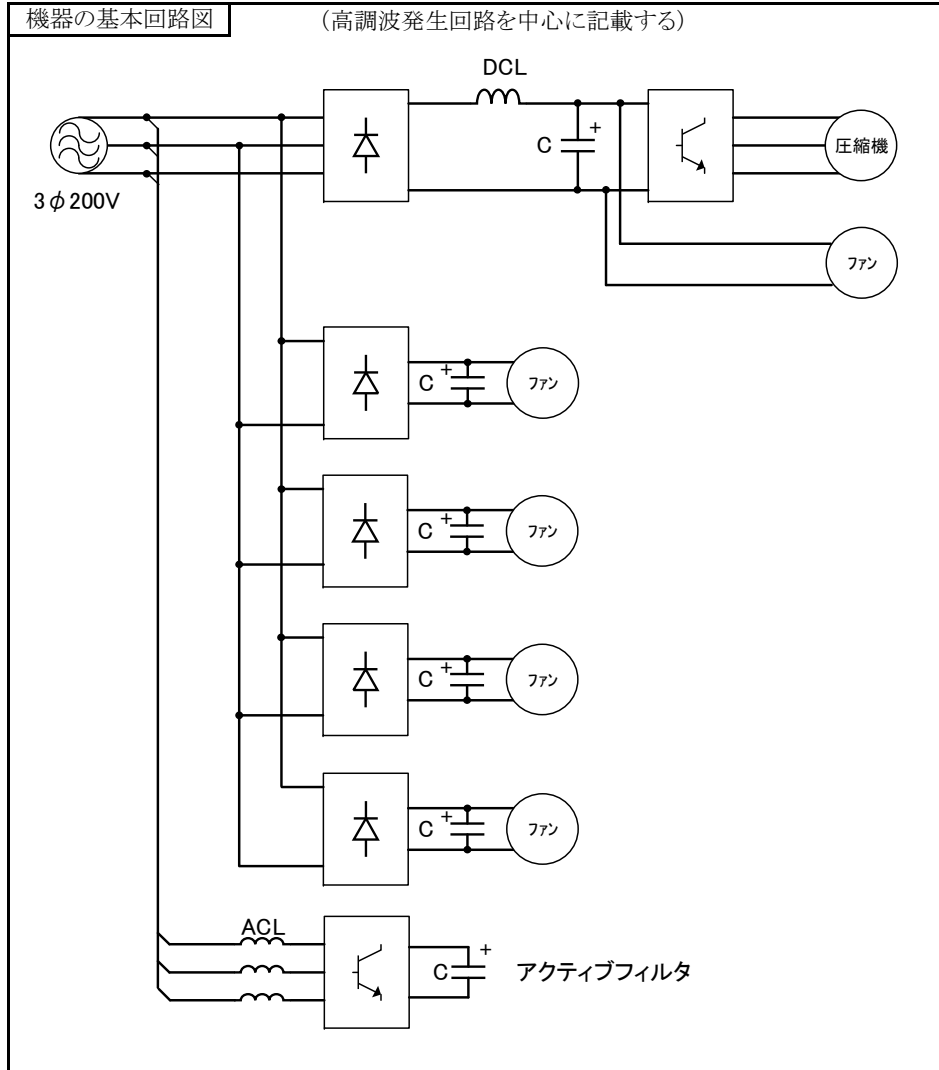 機器の基本回路図
(高調波発生回路を中心に記載する)
DCL
C
+
圧縮機
3φ200V
ファン
C
+
ファン
C
+
ファン
C
+
ファン
C
+
ファン
ACL
C
+
アクティブフィルタ